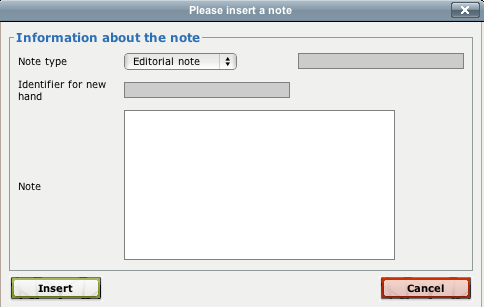 Please insert a note
Information about the note
Note type
Editorial note
Identifier for new
hand
Note
Insert
Cancel